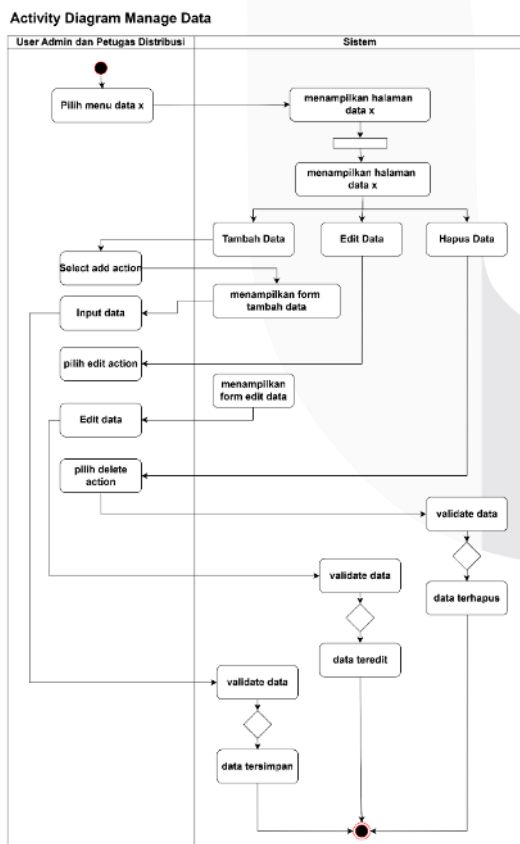 Activity Diagram Manage Data
User Admin dan Petugas Distribusi
Sistem
Pilih menu data x
menampilkan halaman
data x
menampilkan halaman
data x
Tambah Data
Edit Data
Hapus Data
Select add action
menampilkan form
tambah data
Input data
pilih edit action
menampilkan
form edit data
Edit data
pilih delete
action
validate data
data terhapus
validate data
data teredit
validate data
data tersimpan